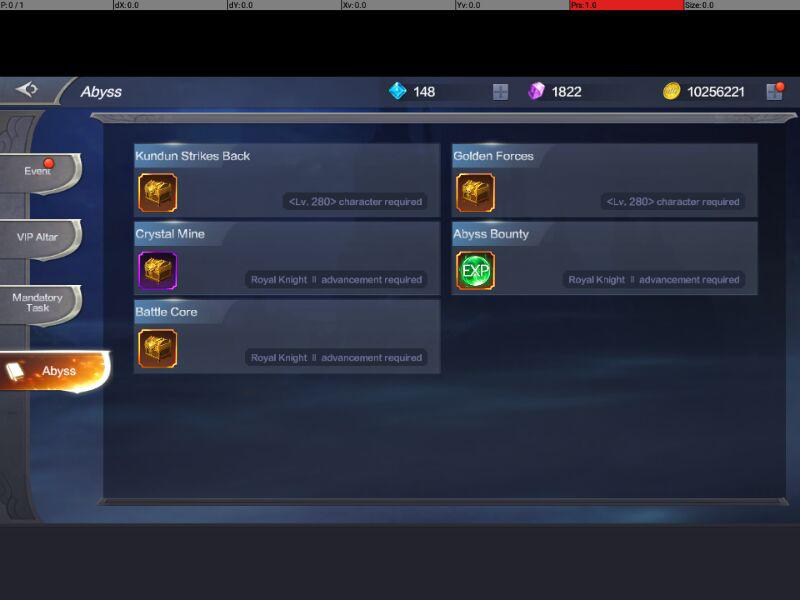 P: 0 / 1 dX: 0.0 dY: 0.0 Xv: 0.0 Yv: 0.0 Prs: 1.0 Size: 0.0
Abyss 148 1822 10256221
Kundun Strikes Back
<Lv. 280> character required
Golden Forces
<Lv. 280> character required
Event
VIP Altar
Crystal Mine
Royal Knight II advancement required
Abyss Bounty
EXP
Royal Knight II advancement required
Mandatory
Task
Battle Core
Royal Knight II advancement required
Abyss